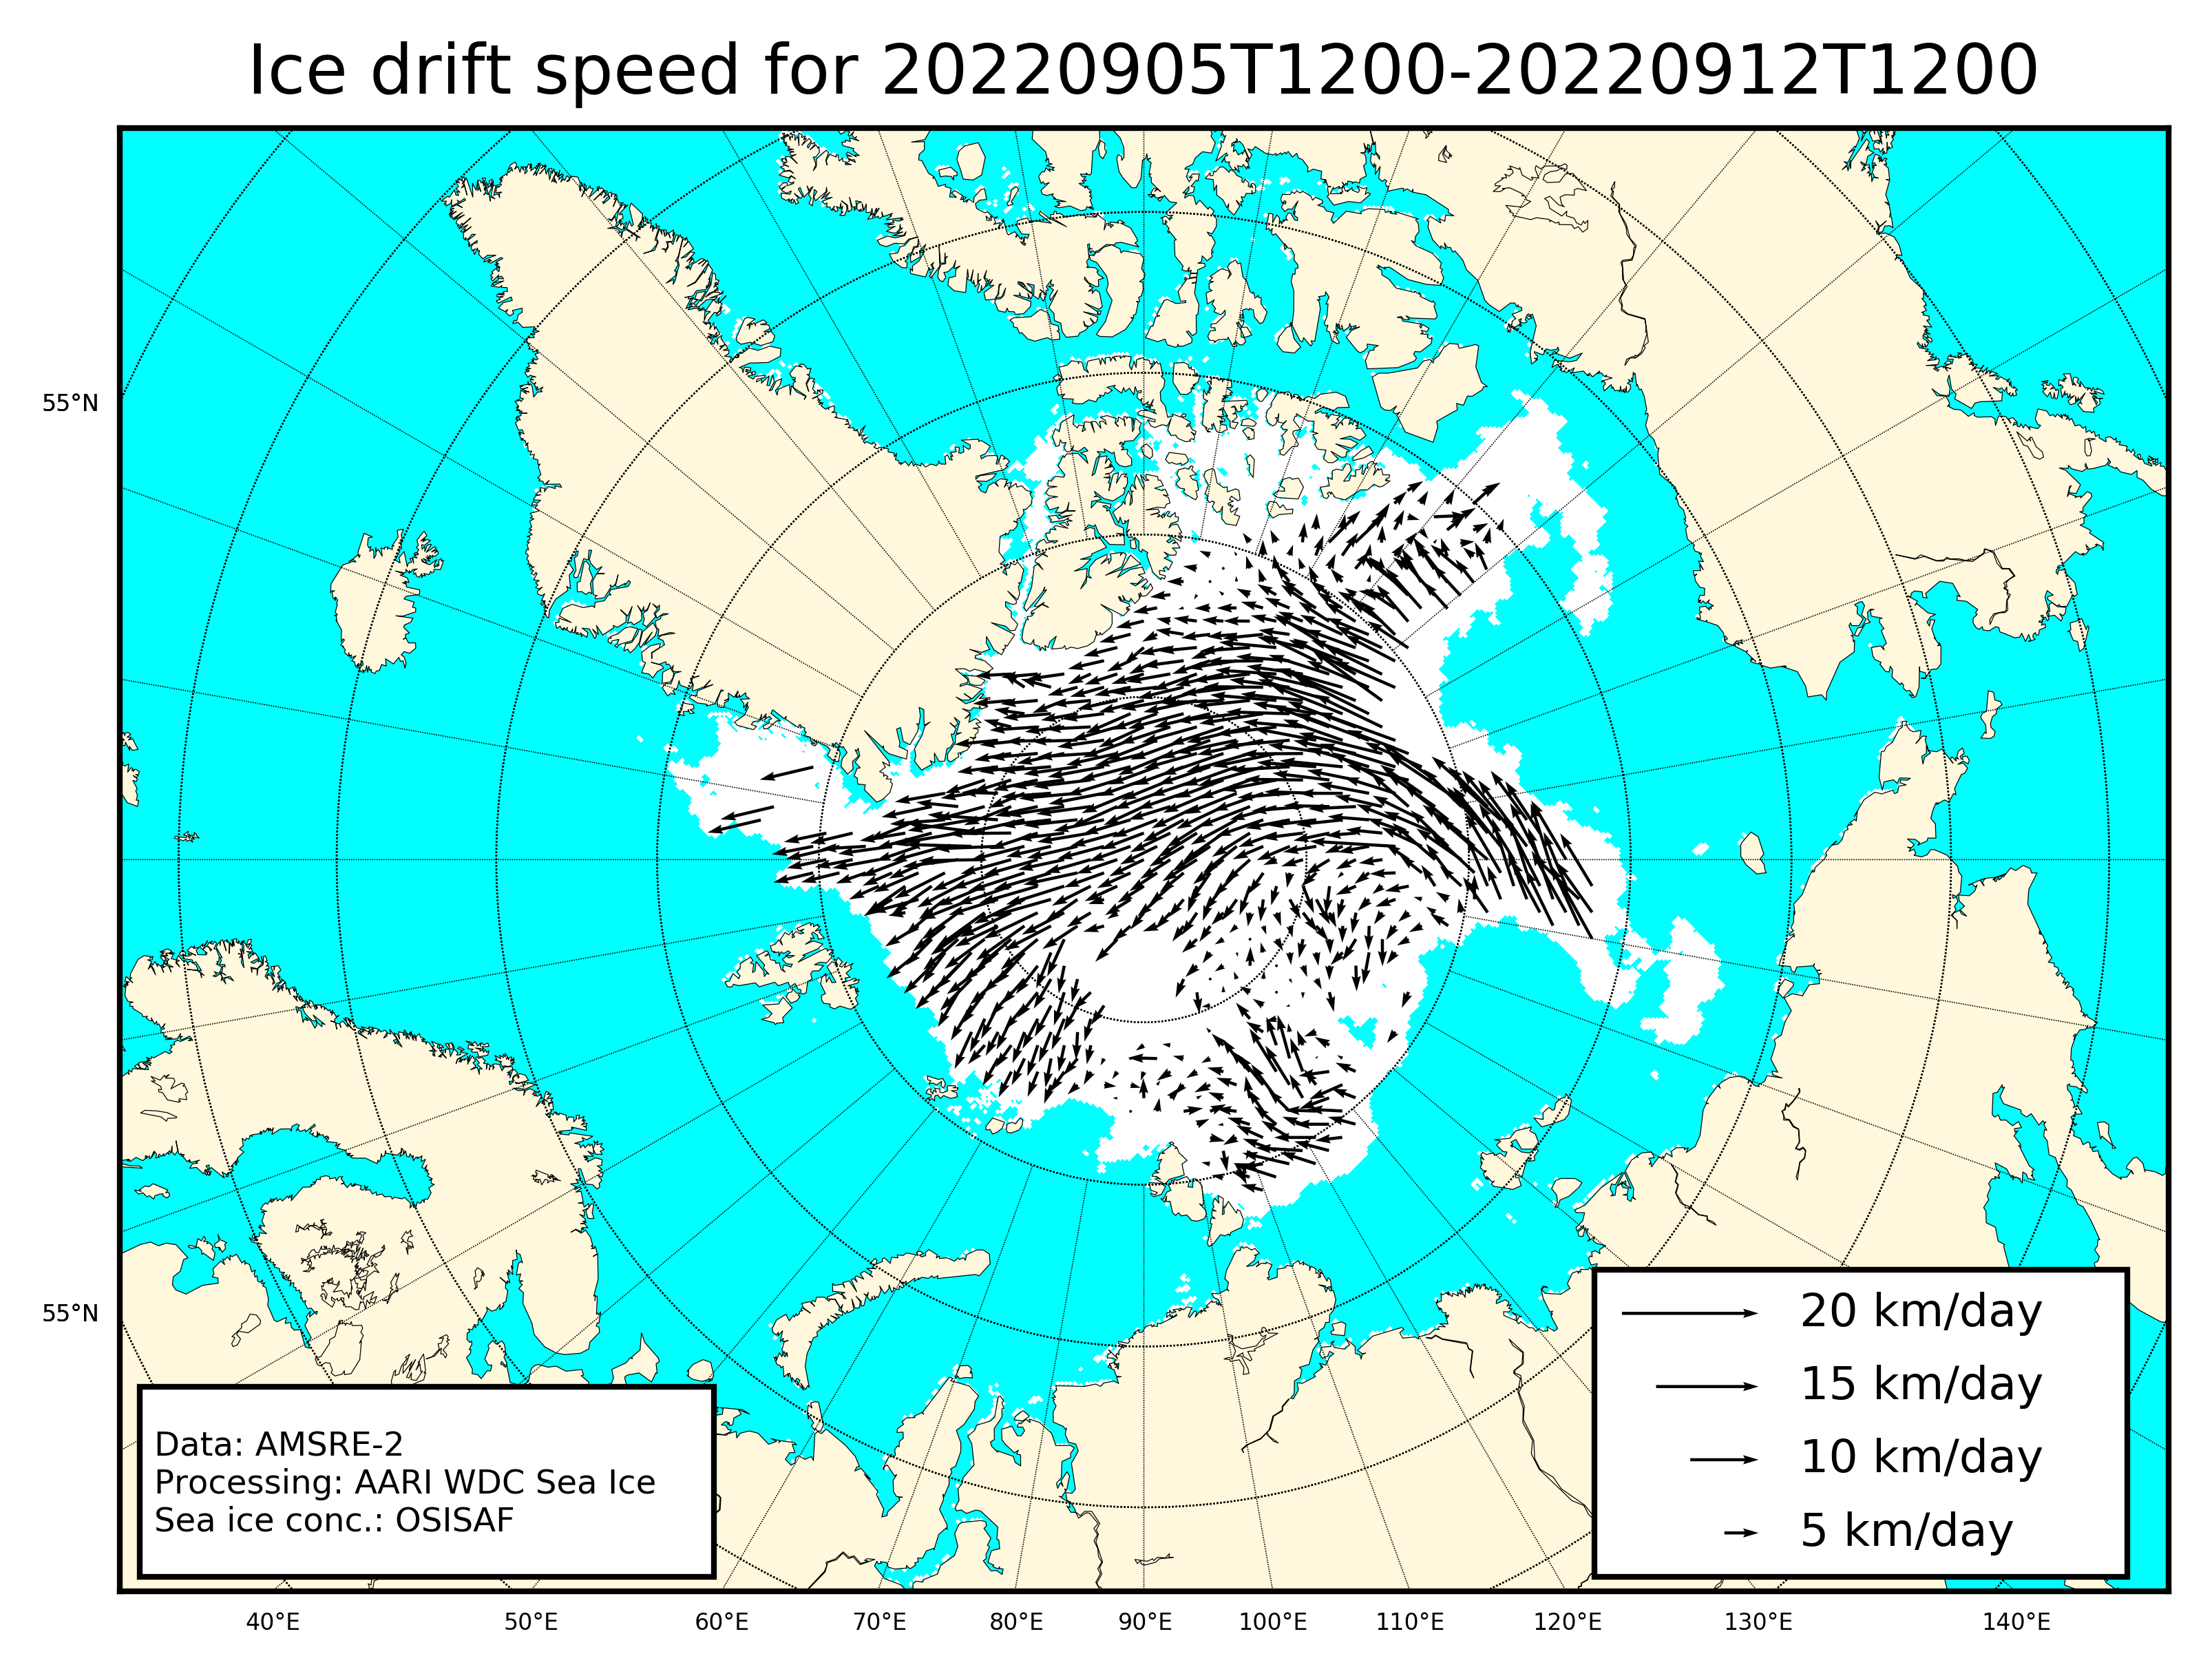 Ice drift speed for 20220905T1200-20220912T1200
55°N
55°N
20 km/day
15 km/day
10 km/day
5 km/day
Data: AMSRE-2
Processing: AARI WDC Sea Ice
Sea ice conc.: OSISAF
40°E 50°E 60°E 70°E 80°E 90°E 100°E 110°E 120°E 130°E 140°E